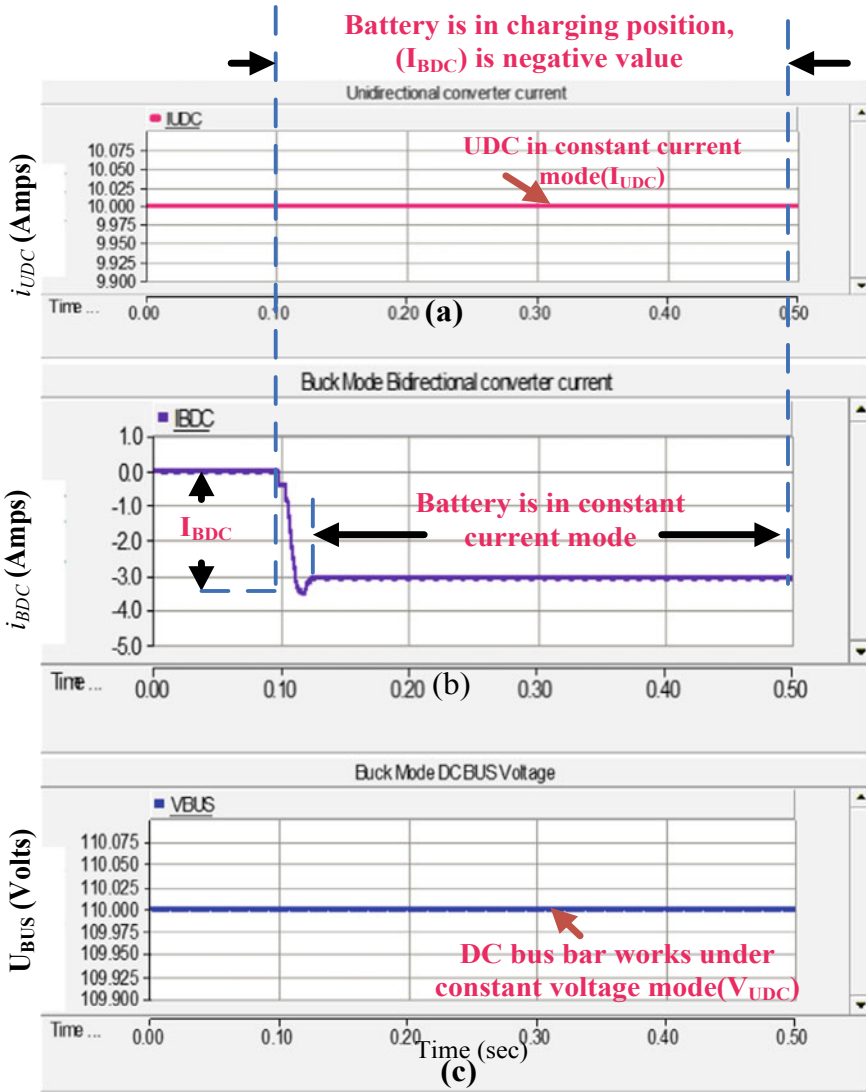 Battery is in charging position,
(I_BDC) is negative value
Unidirectional converter current
IUDC
UDC in constant current
mode(I_UDC)
i_UDC (Amps)
10.075
10.050
10.025
10.000
9.975
9.950
9.925
9.900
Time ...
0.00
0.10
0.20
(a)
0.30
0.40
0.50
Buck Mode Bidirectional converter current
IBDC
i_BDC (Amps)
1.0
0.0
-1.0
-2.0
-3.0
-4.0
-5.0
I_BDC
Battery is in constant
current mode
Time ...
0.00
0.10
0.20
(b)
0.30
0.40
0.50
Buck Mode DC BUS Voltage
VBUS
U_BUS (Volts)
110.075
110.050
110.025
110.000
109.975
109.950
109.925
109.900
DC bus bar works under
constant voltage mode(V_UDC)
Time ...
0.00
0.10
0.20
0.30
0.40
0.50
Time (sec)
(c)